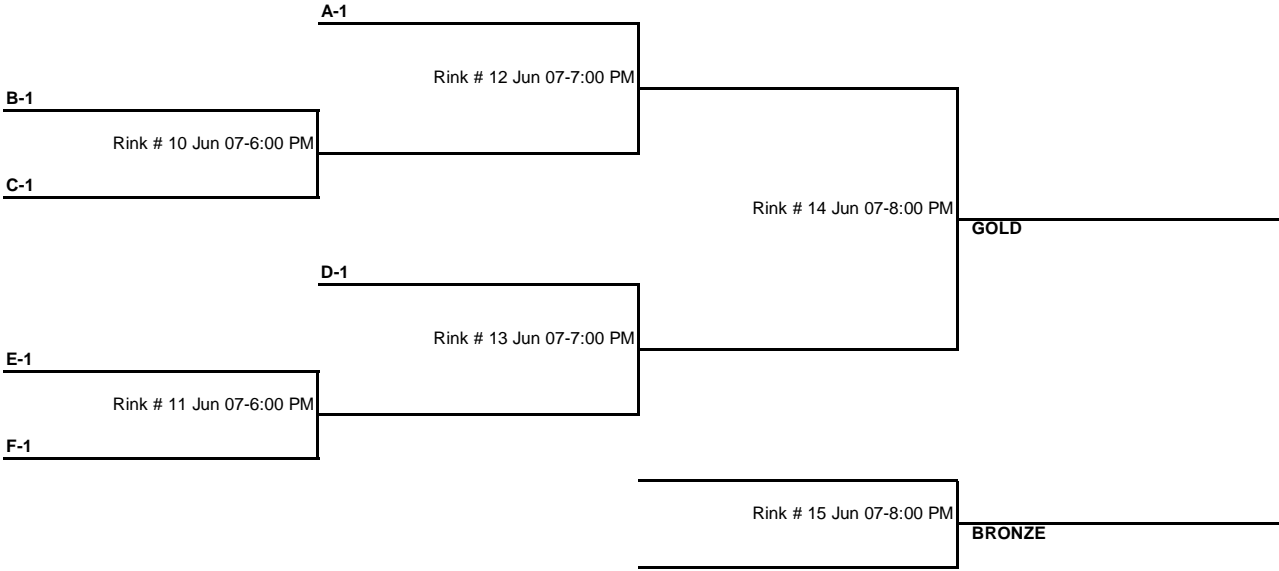 A-1
Rink # 12 Jun 07-7:00 PM
B-1
Rink # 10 Jun 07-6:00 PM
C-1
Rink # 14 Jun 07-8:00 PM
GOLD
D-1
Rink # 13 Jun 07-7:00 PM
E-1
Rink # 11 Jun 07-6:00 PM
F-1
Rink # 15 Jun 07-8:00 PM
BRONZE